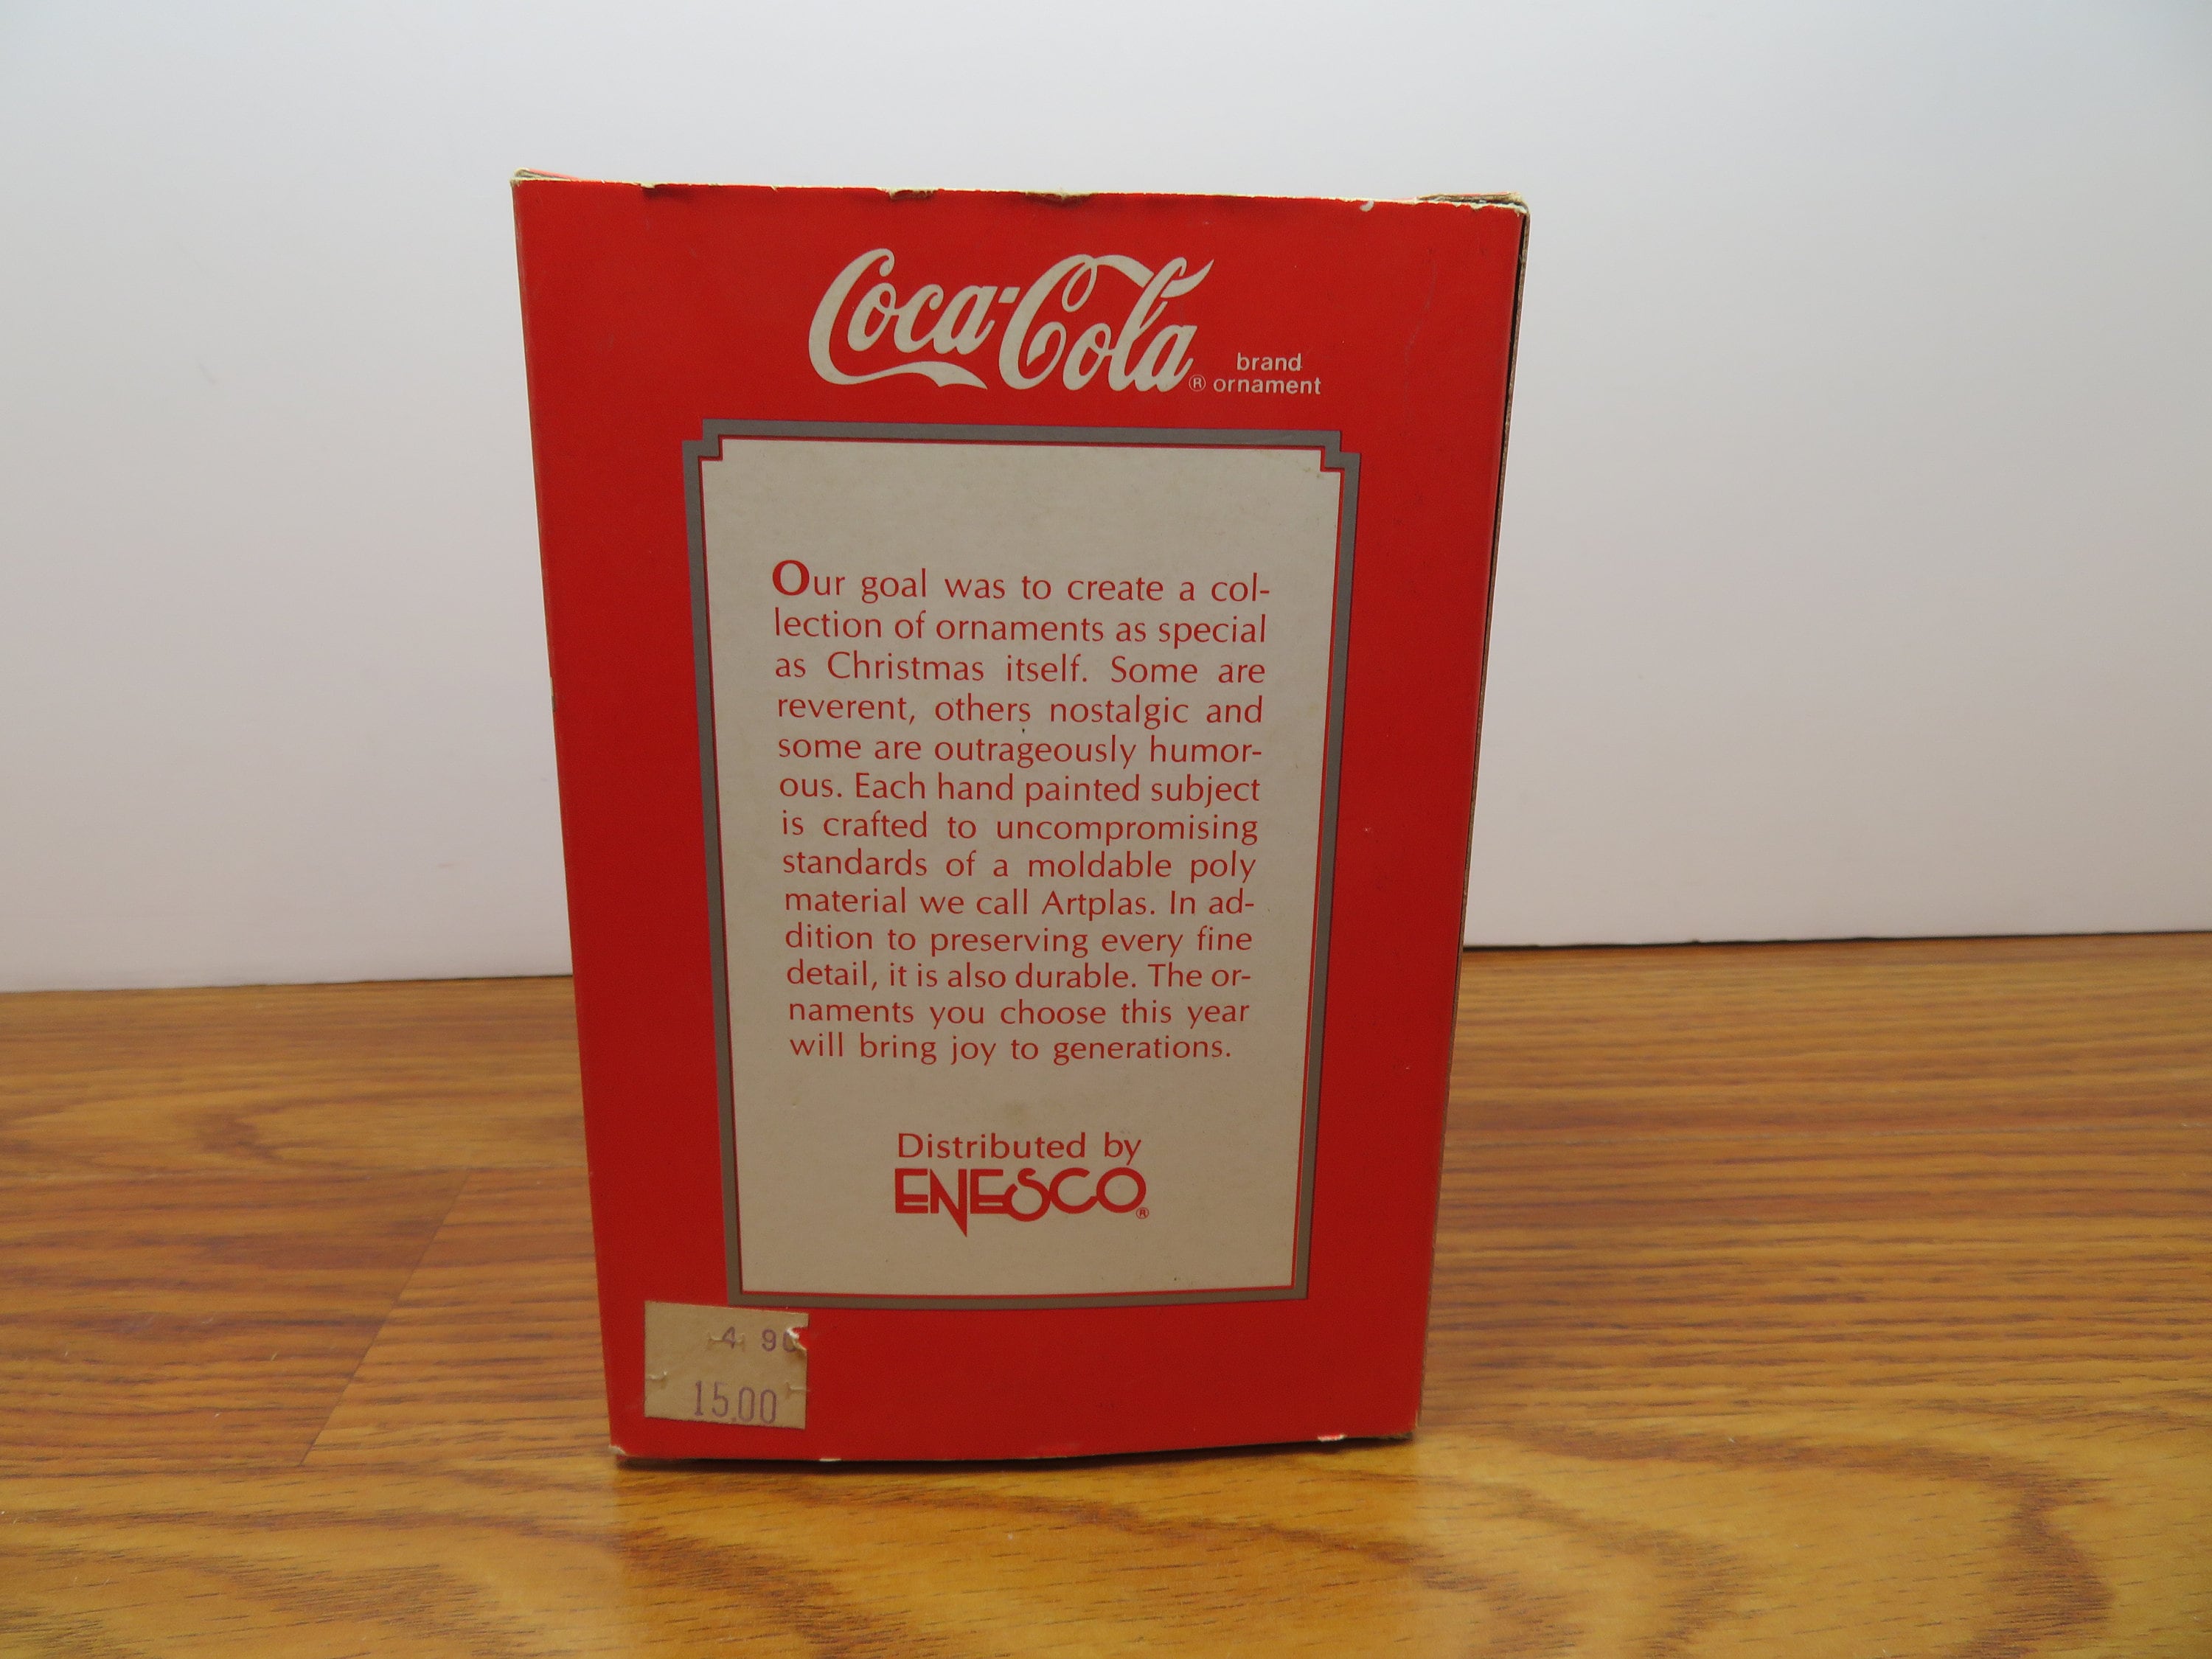 Coca-Cola
brand
® ornament
Our goal was to create a col-
lection of ornaments as special
as Christmas itself. Some are
reverent, others nostalgic and
some are outrageously humor-
ous. Each hand painted subject
is crafted to uncompromising
standards of a moldable poly
material we call Artplas. In ad-
dition to preserving every fine
detail, it is also durable. The or-
naments you choose this year
will bring joy to generations.
Distributed by
ENESCO®
4 90
15.00